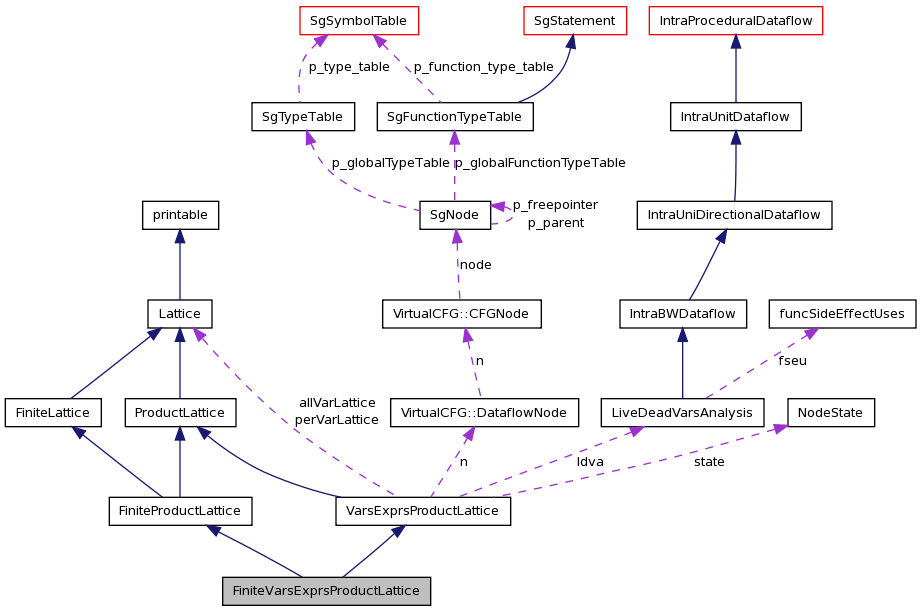 SgSymbolTable
SgStatement
IntraProceduralDataflow
p_type_table
p_function_type_table
SgTypeTable
SgFunctionTypeTable
IntraUnitDataflow
p_globalTypeTable
p_globalFunctionTypeTable
printable
SgNode
p_freepointer
p_parent
IntraUniDirectionalDataflow
node
Lattice
VirtualCFG::CFGNode
IntraBWDataflow
funcSideEffectUses
n
fseu
allVarLattice
perVarLattice
FiniteLattice
ProductLattice
VirtualCFG::DataflowNode
LiveDeadVarsAnalysis
NodeState
n
ldva
state
FiniteProductLattice
VarsExprsProductLattice
FiniteVarsExprsProductLattice